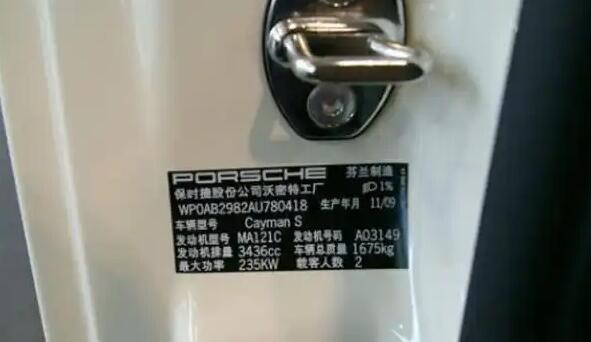 PORSCHE 芬兰制造
保时捷股份公司沃密特工厂 1%
WP0AB2982AU780418 生产年月 11/09
车辆型号 Cayman S
发动机型号 MA121C 发动机号码 A03149
发动机排量 3436cc 车辆总质量 1675kg
最大功率 235KW 载客人数 2